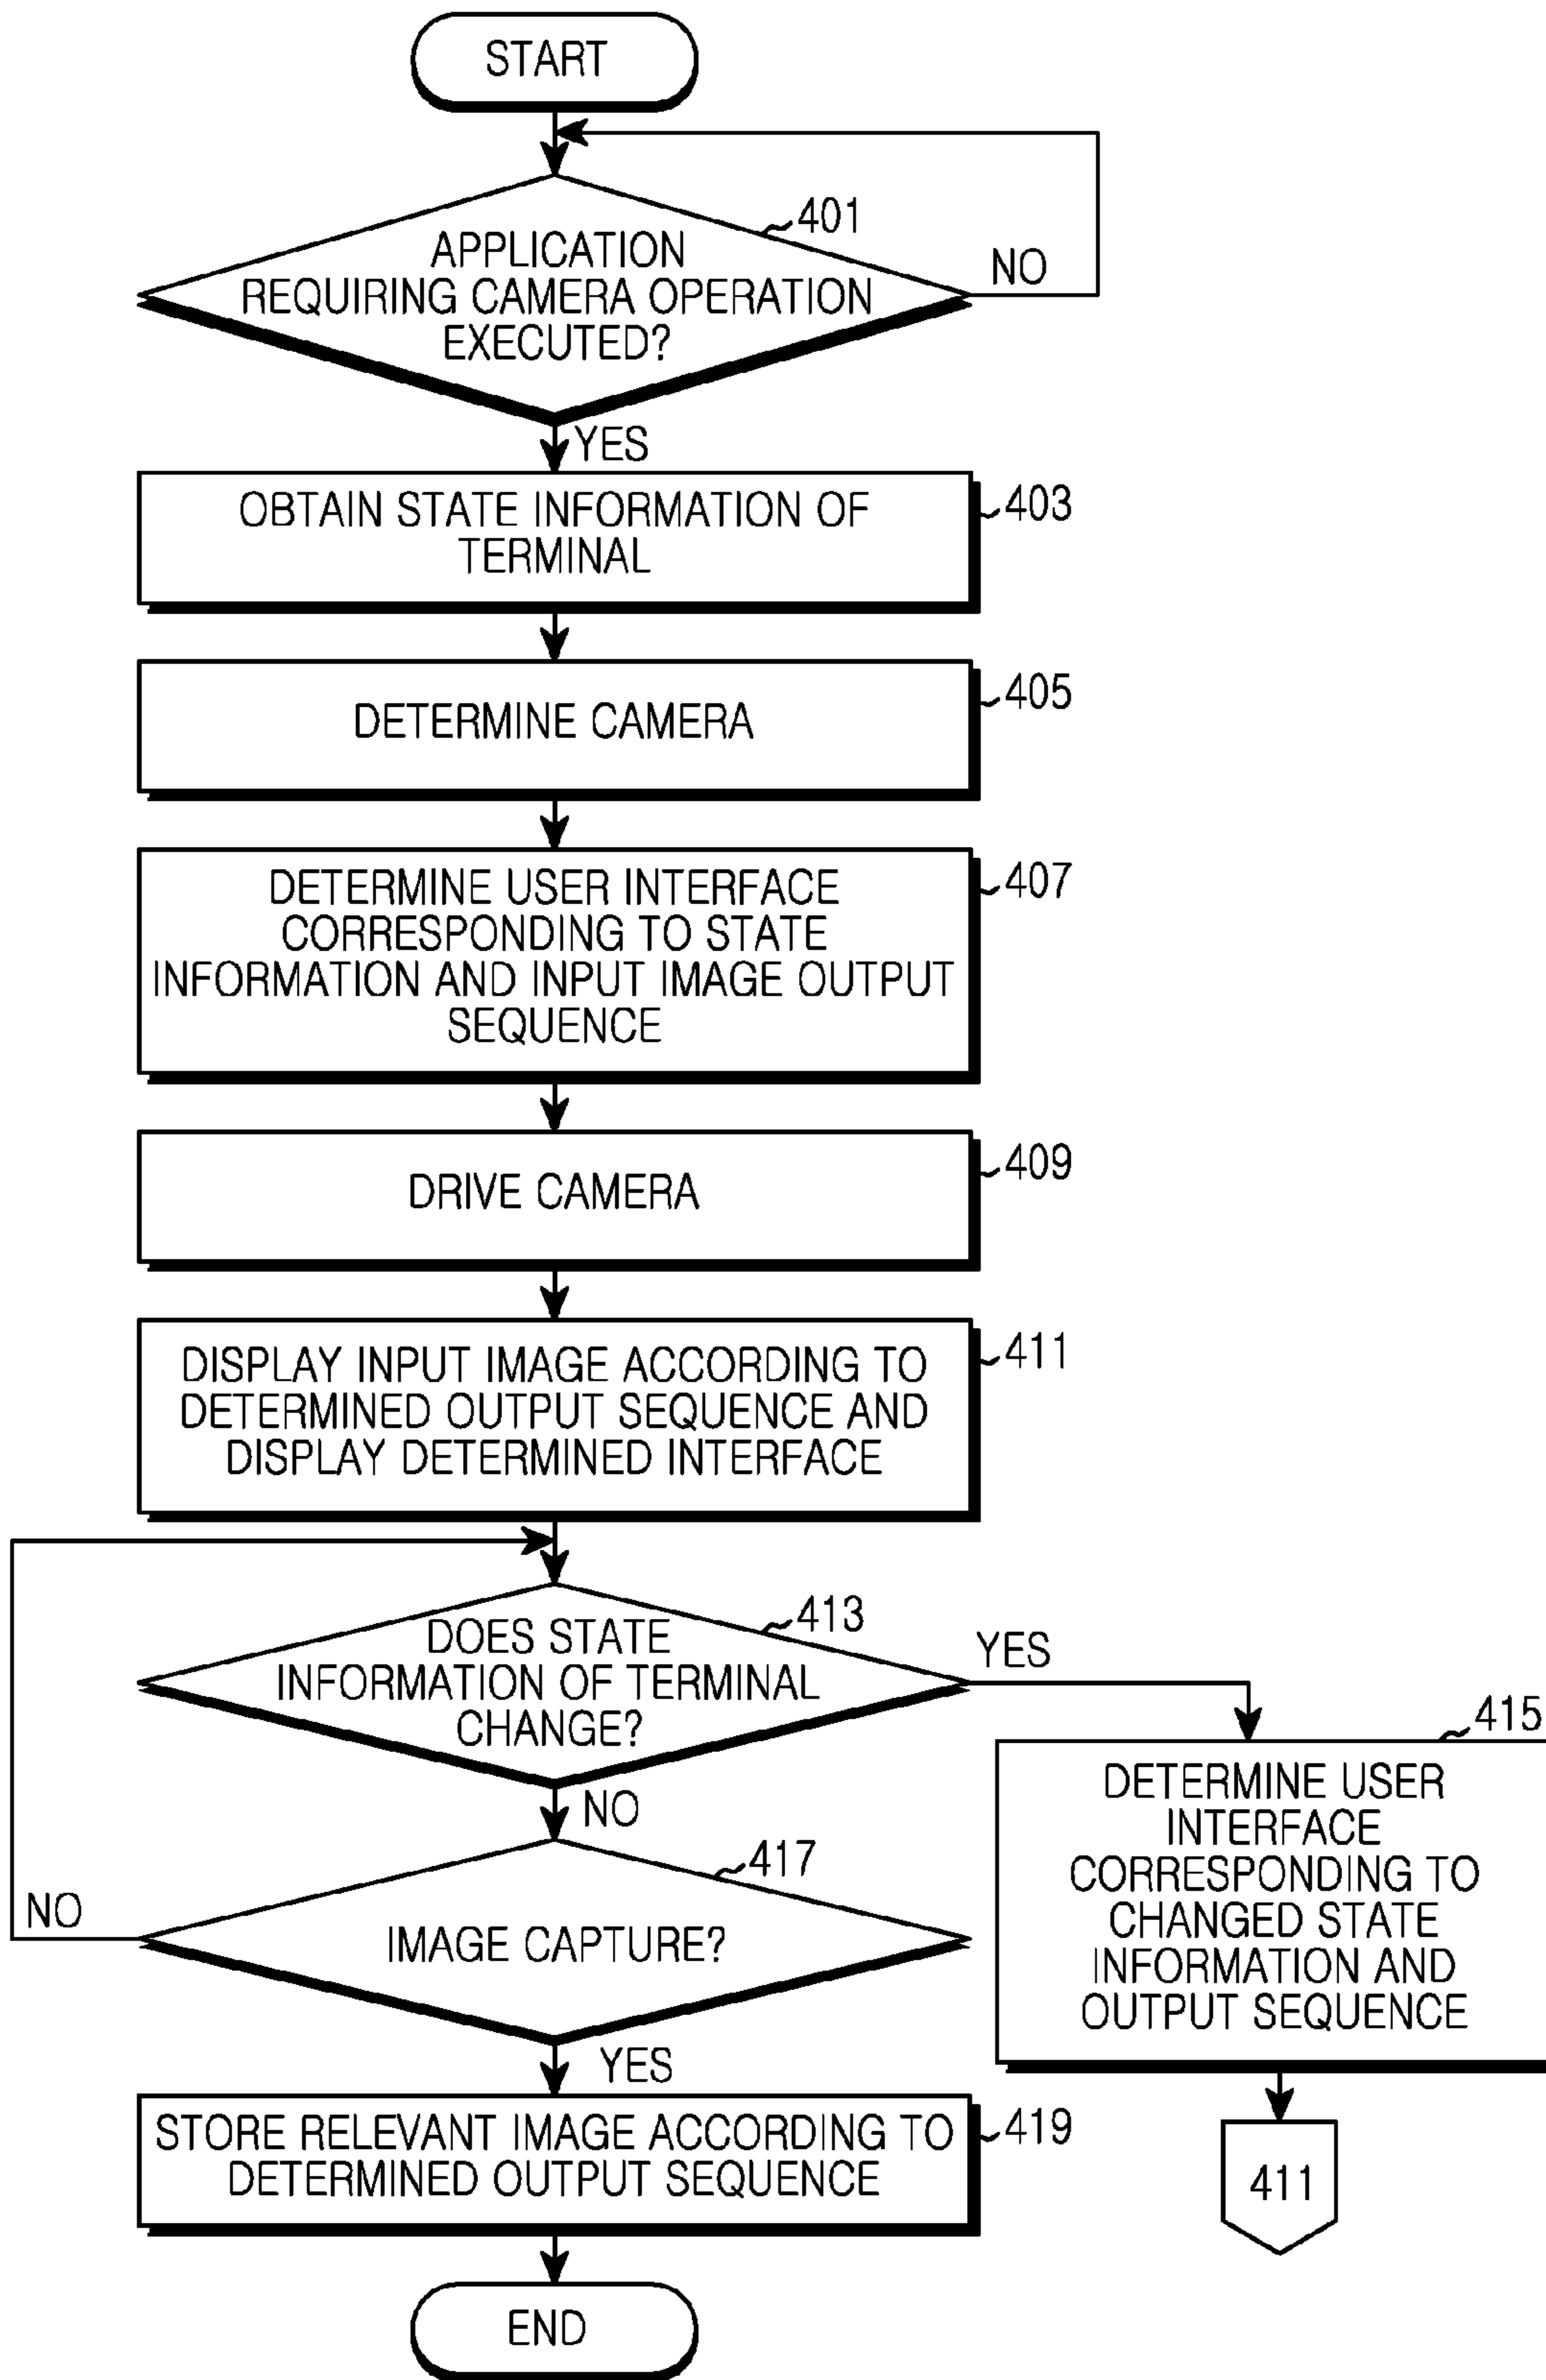 START
401
APPLICATION
REQUIRING CAMERA OPERATION
EXECUTED?
NO
YES
OBTAIN STATE INFORMATION OF
TERMINAL
403
DETERMINE CAMERA
405
DETERMINE USER INTERFACE
CORRESPONDING TO STATE
INFORMATION AND INPUT IMAGE OUTPUT
SEQUENCE
407
DRIVE CAMERA
409
DISPLAY INPUT IMAGE ACCORDING TO
DETERMINED OUTPUT SEQUENCE AND
DISPLAY DETERMINED INTERFACE
411
413
DOES STATE
INFORMATION OF TERMINAL
CHANGE?
YES
NO
415
DETERMINE USER
INTERFACE
CORRESPONDING TO
CHANGED STATE
INFORMATION AND
OUTPUT SEQUENCE
411
417
IMAGE CAPTURE?
NO
YES
STORE RELEVANT IMAGE ACCORDING TO
DETERMINED OUTPUT SEQUENCE
419
END